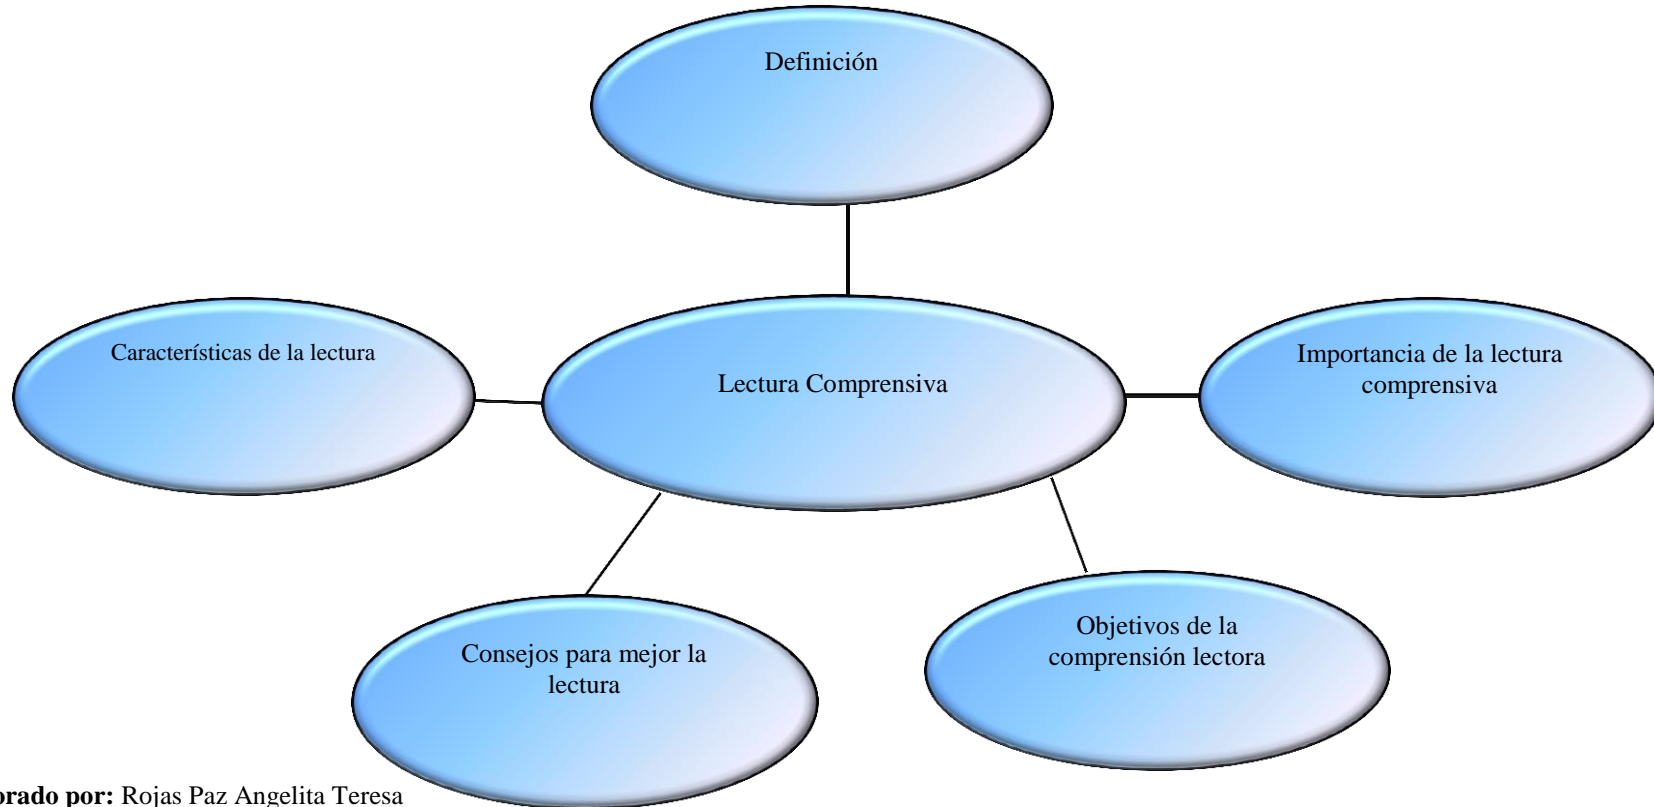 Definición
Características de la lectura
Lectura Comprensiva
Importancia de la lectura
comprensiva
Consejos para mejor la
lectura
Objetivos de la
comprensión lectora
orado por: Rojas Paz Angelita Teresa